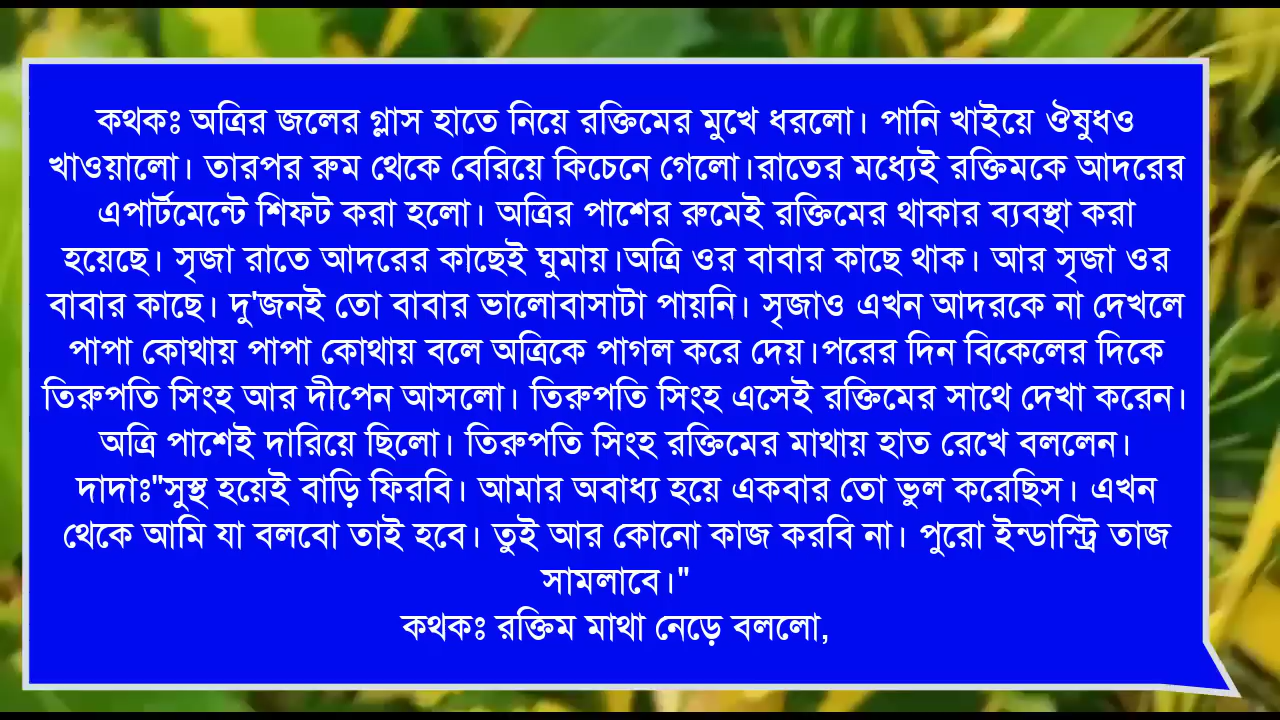 কথকঃ অত্রির জলের গ্লাস হাতে নিয়ে রক্তিমের মুখে ধরলো। পানি খাইয়ে ঔষুধও
খাওয়ালো। তারপর রুম থেকে বেরিয়ে কিচেনে গেলো।রাতের মধ্যেই রক্তিমকে আদরের
এপার্টমেন্টে শিফট করা হলো। অত্রির পাশের রুমেই রক্তিমের থাকার ব্যবস্থা করা
হয়েছে। সৃজা রাতে আদরের কাছেই ঘুমায়।অত্রি ওর বাবার কাছে থাক। আর সৃজা ওর
বাবার কাছে। দু'জনই তো বাবার ভালোবাসাটা পায়নি। সৃজাও এখন আদরকে না দেখলে
পাপা কোথায় পাপা কোথায় বলে অত্রিকে পাগল করে দেয়।পরের দিন বিকেলের দিকে
তিরুপতি সিংহ আর দীপেন আসলো। তিরুপতি সিংহ এসেই রক্তিমের সাথে দেখা করেন।
অত্রি পাশেই দারিয়ে ছিলো। তিরুপতি সিংহ রক্তিমের মাথায় হাত রেখে বললেন।
দাদাঃ"সুস্থ হয়েই বাড়ি ফিরবি। আমার অবাধ্য হয়ে একবার তো ভুল করেছিস। এখন
থেকে আমি যা বলবো তাই হবে। তুই আর কোনো কাজ করবি না। পুরো ইন্ডাস্ট্রি তাজ
সামলাবে।"
কথকঃ রক্তিম মাথা নেড়ে বললো,